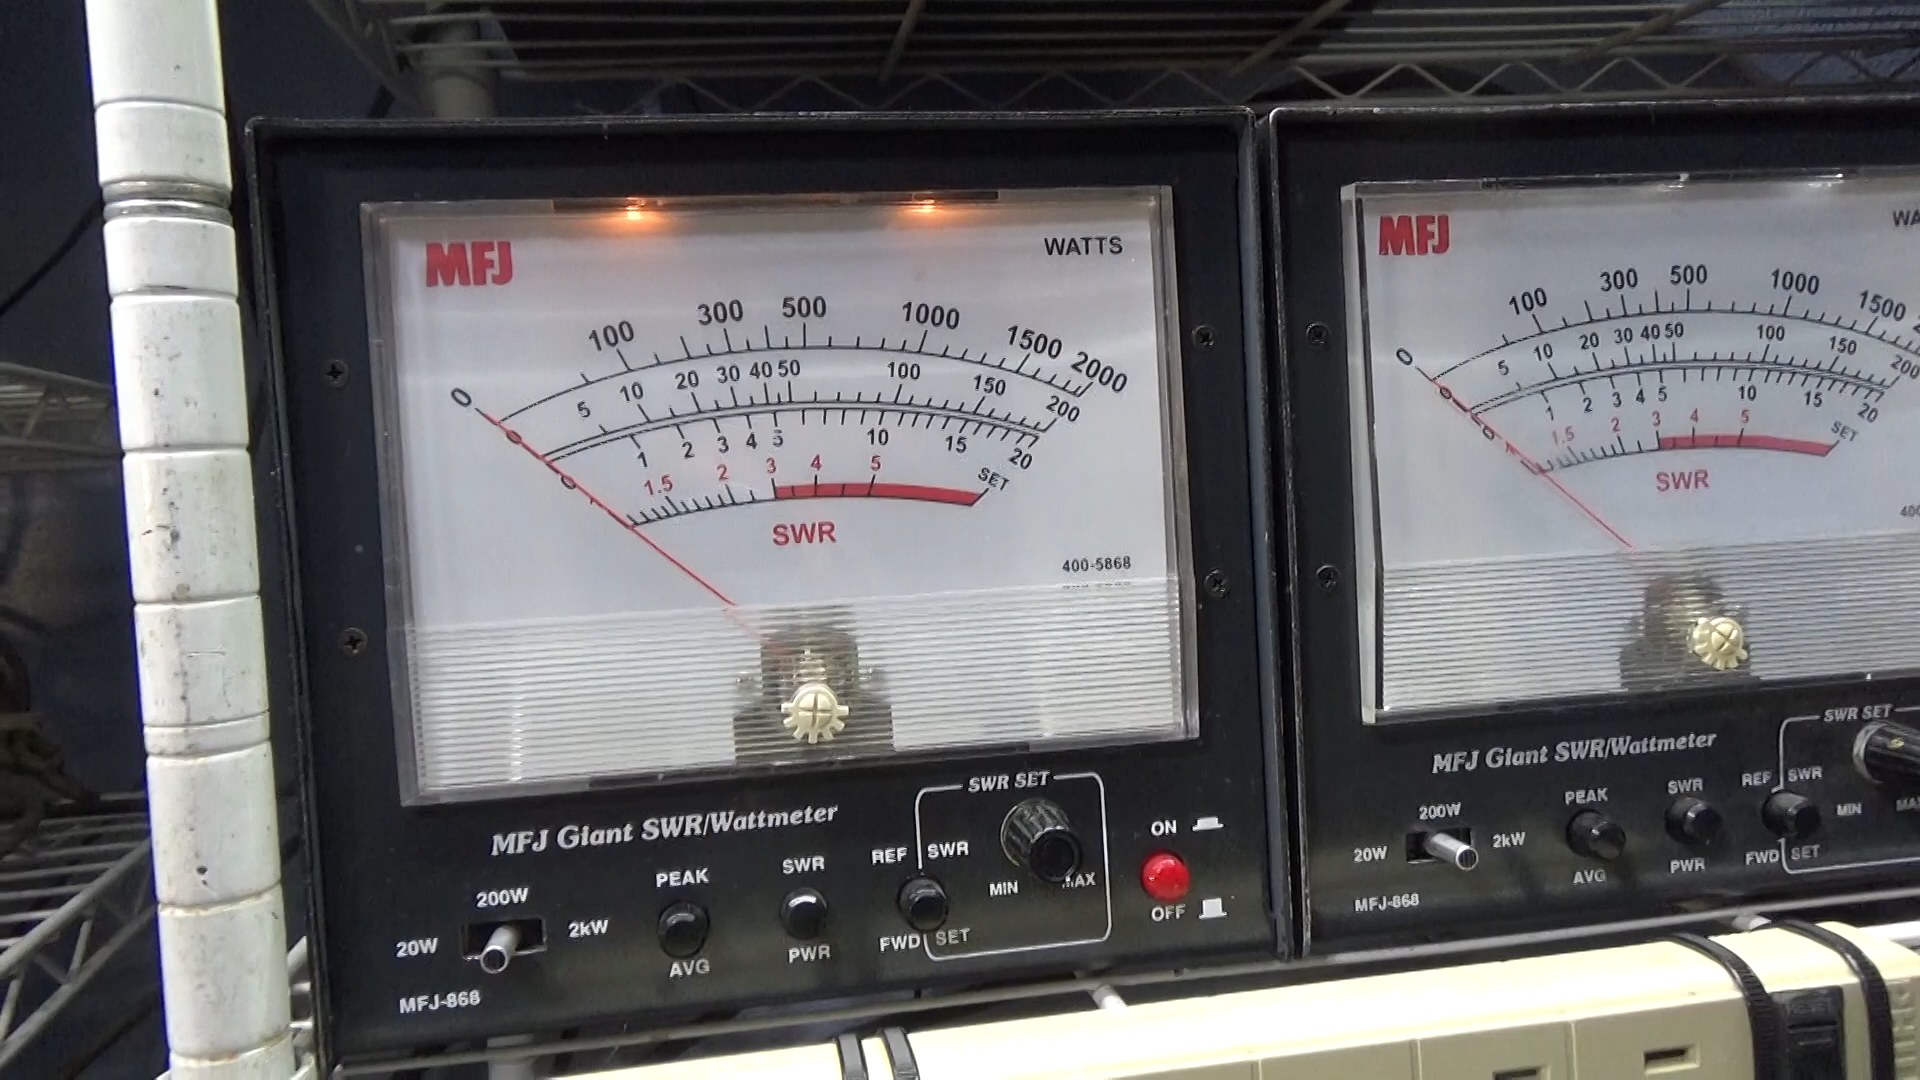 MFJ
WATTS
0 100 300 500 1000 1500 2000
0 5 10 20 30 40 50 100 150 200
0 1 2 3 4 5 10 15 20
1.5 2 3 4 5 SET
SWR
400-5868
MFJ Giant SWR/Wattmeter
SWR SET
200W
20W
2kW
PEAK
AVG
SWR
PWR
REF SWR
FWD SET
MIN
MAX
ON
OFF
MFJ-868
MFJ
0 100 300 500 1000 1500
0 5 10 20 30 40 50 100 150 200
0 1 2 3 4 5 10 15 20
1.5 2 3 4 5 SET
SWR
MFJ Giant SWR/Wattmeter
SWR SET
200W
20W
2kW
PEAK
AVG
SWR
PWR
REF SWR
FWD SET
MIN
MFJ-868